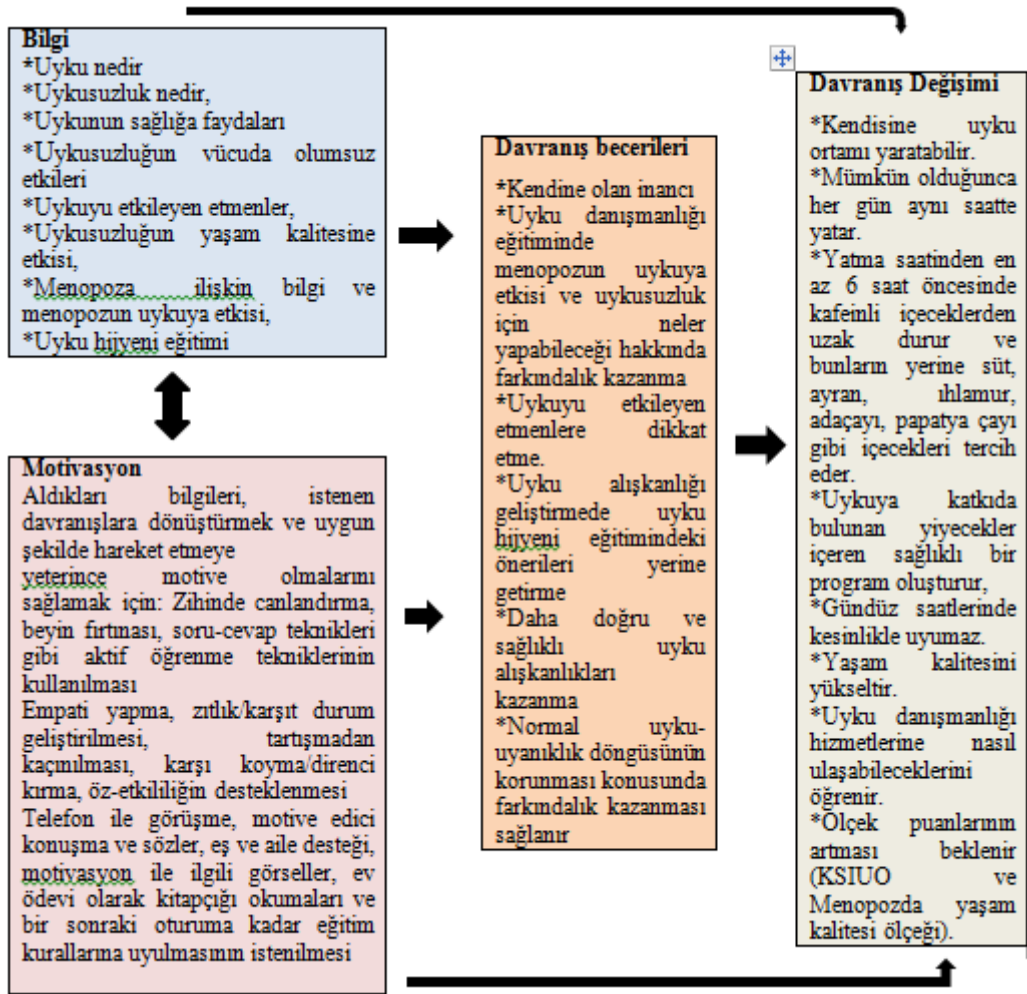 Bilgi
*Uyku nedir
*Uykusuzluk nedir,
*Uykunun sağlığa faydaları
*Uykusuzluğun vücuda olumsuz
etkileri
*Uykuyu etkileyen etmenler,
*Uykusuzluğun yaşam kalitesine
etkisi,
*Menopoza ilişkin bilgi ve
menopozun uykuya etkisi,
*Uyku hijyeni eğitimi
Motivasyon
Aldıkları bilgileri, istenen
davranışlara dönüştürmek ve uygun
şekilde hareket etmeye
yeterince motive olmalarını
sağlamak için: Zihinde canlandırma,
beyin fırtınası, soru-cevap teknikleri
gibi aktif öğrenme tekniklerinin
kullanılması
Empati yapma, zıtlık/karşıt durum
geliştirilmesi, tartışmadan
kaçınılması, karşı koyma/direnci
kırma, öz-etkililiğin desteklenmesi
Telefon ile görüşme, motive edici
konuşma ve sözler, eş ve aile desteği,
motivasyon ile ilgili görseller, ev
ödevi olarak kitapçığı okumaları ve
bir sonraki oturuma kadar eğitim
kurallarına uyulmasının istenilmesi
Davranış becerileri
*Kendine olan inancı
*Uyku danışmanlığı
eğitiminde
menopozun uykuya
etkisi ve uykusuzluk
için neler
yapabileceği hakkında
farkındalık kazanma
*Uykuyu etkileyen
etmenlere dikkat
etme.
*Uyku alışkanlığı
geliştirmede uyku
hijyeni eğitimindeki
önerileri yerine
getirme
*Daha doğru ve
sağlıklı uyku
alışkanlıkları
kazanma
*Normal uyku-
uyanıklık döngüsünün
korunması konusunda
farkındalık kazanması
sağlanır
Davranış Değişimi
*Kendisine uyku
ortamı yaratabilir.
*Mümkün olduğunca
her gün aynı saatte
yatar.
*Yatma saatinden en
az 6 saat öncesinde
kafeinli içeceklerden
uzak durur ve
bunların yerine süt,
ayran, ıhlamur,
adaçayı, papatya çayı
gibi içecekleri tercih
eder.
*Uykuya katkıda
bulunan yiyecekler
içeren sağlıklı bir
program oluşturur,
*Gündüz saatlerinde
kesinlikle uyumaz.
*Yaşam kalitesini
yükseltir.
*Uyku danışmanlığı
hizmetlerine nasıl
ulaşabileceklerini
öğrenir.
*Ölçek puanlarının
artması beklenir
(KSIUO ve
Menopozda yaşam
kalitesi ölçeği).